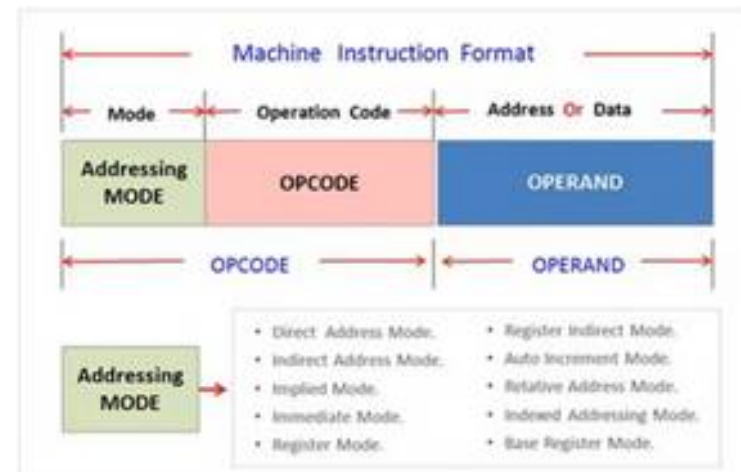 Machine Instruction Format
Mode Operation Code Address Or Data
Addressing MODE OPCODE OPERAND
OPCODE OPERAND
Addressing MODE
• Direct Address Mode.
• Indirect Address Mode.
• Implied Mode.
• Immediate Mode.
• Register Mode.
• Register Indirect Mode.
• Auto Increment Mode.
• Relative Address Mode.
• Indexed Addressing Mode.
• Base Register Mode.